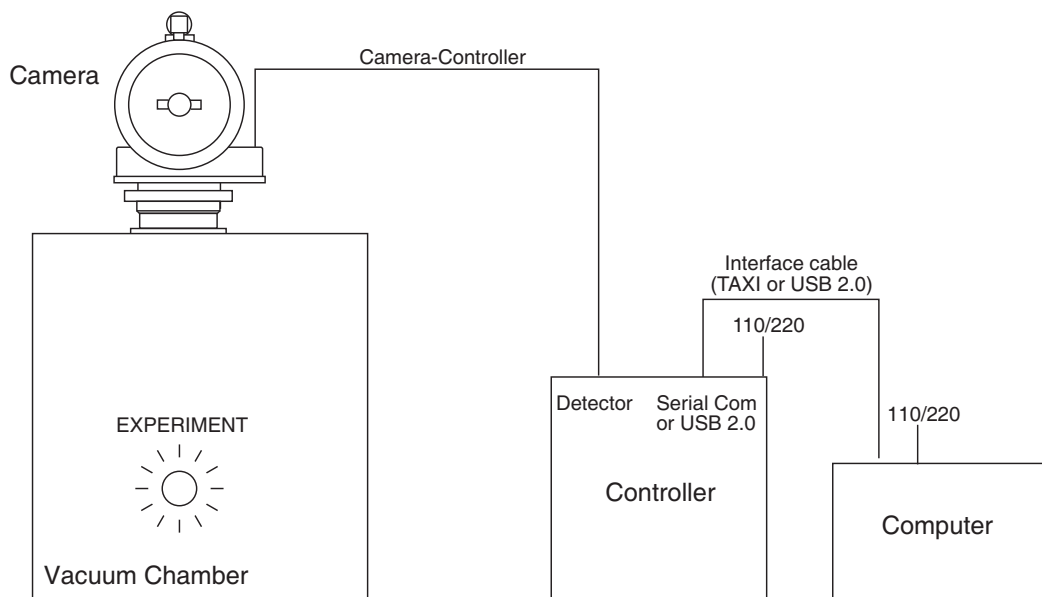 Camera
Camera-Controller
Interface cable
(TAXI or USB 2.0)
110/220
Detector
Serial Com
or USB 2.0
110/220
EXPERIMENT
Controller
Computer
Vacuum Chamber